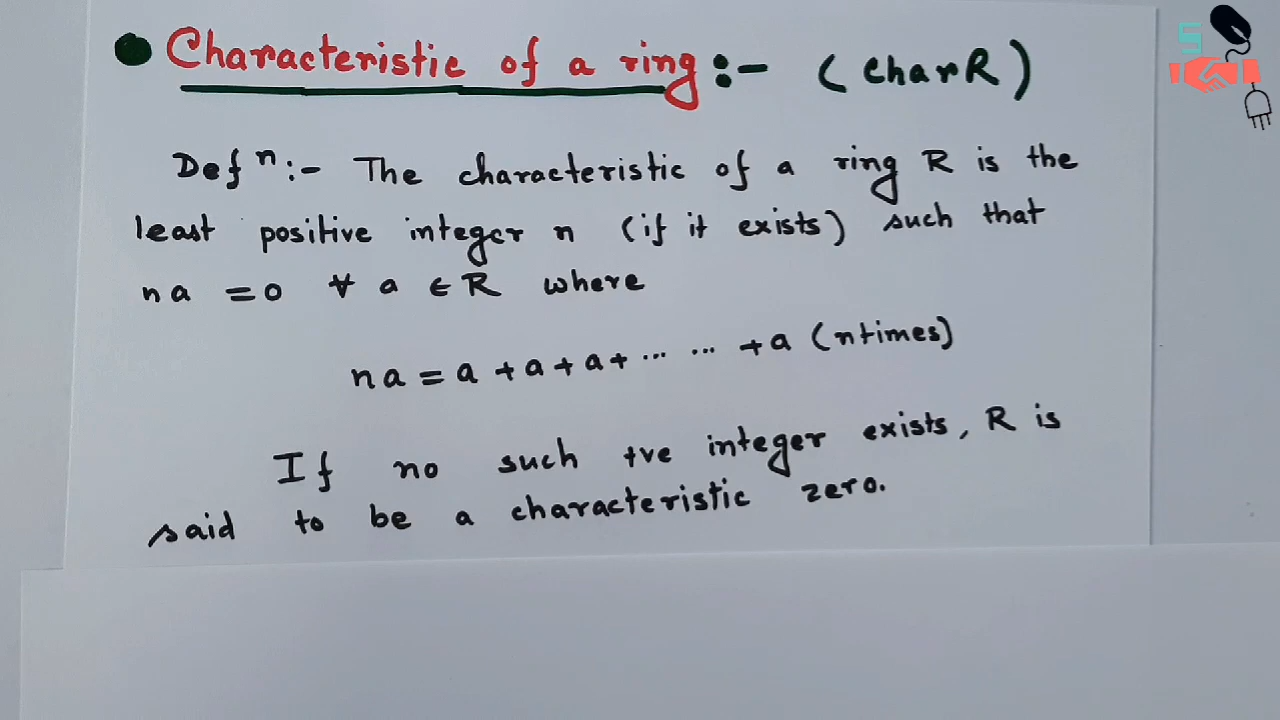 Characteristic of a ring :- (CharR)
Defⁿ :- The characteristic of a ring R is the
least positive integer n (if it exists) such that
na = 0 ∀ a ∈ R where
na = a + a + a + ... ... + a (n times)
If no such +ve integer exists, R is
said to be a characteristic zero.
S